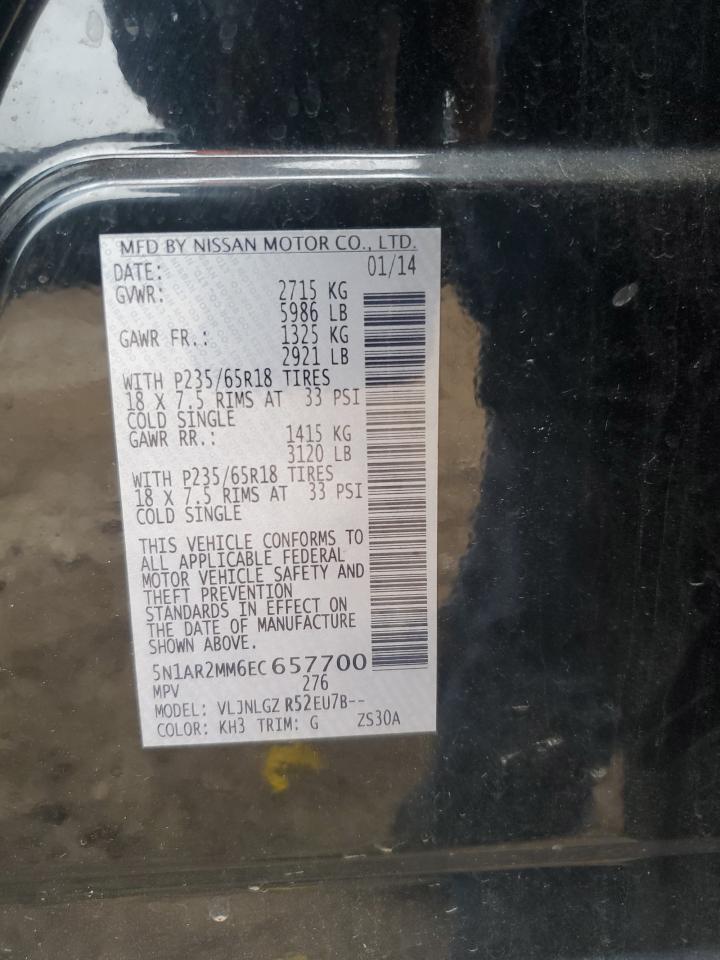 MFD BY NISSAN MOTOR CO., LTD.
DATE: 01/14
GVWR: 2715 KG
5986 LB
GAWR FR.: 1325 KG
2921 LB
WITH P235/65R18 TIRES
18 X 7.5 RIMS AT 33 PSI
COLD SINGLE
GAWR RR.: 1415 KG
3120 LB
WITH P235/65R18 TIRES
18 X 7.5 RIMS AT 33 PSI
COLD SINGLE
THIS VEHICLE CONFORMS TO
ALL APPLICABLE FEDERAL
MOTOR VEHICLE SAFETY AND
THEFT PREVENTION
STANDARDS IN EFFECT ON
THE DATE OF MANUFACTURE
SHOWN ABOVE.
5N1AR2MM6EC657700
MPV 276
MODEL: VLJNLGZ R52EU7B--
COLOR: KH3 TRIM: G ZS30A